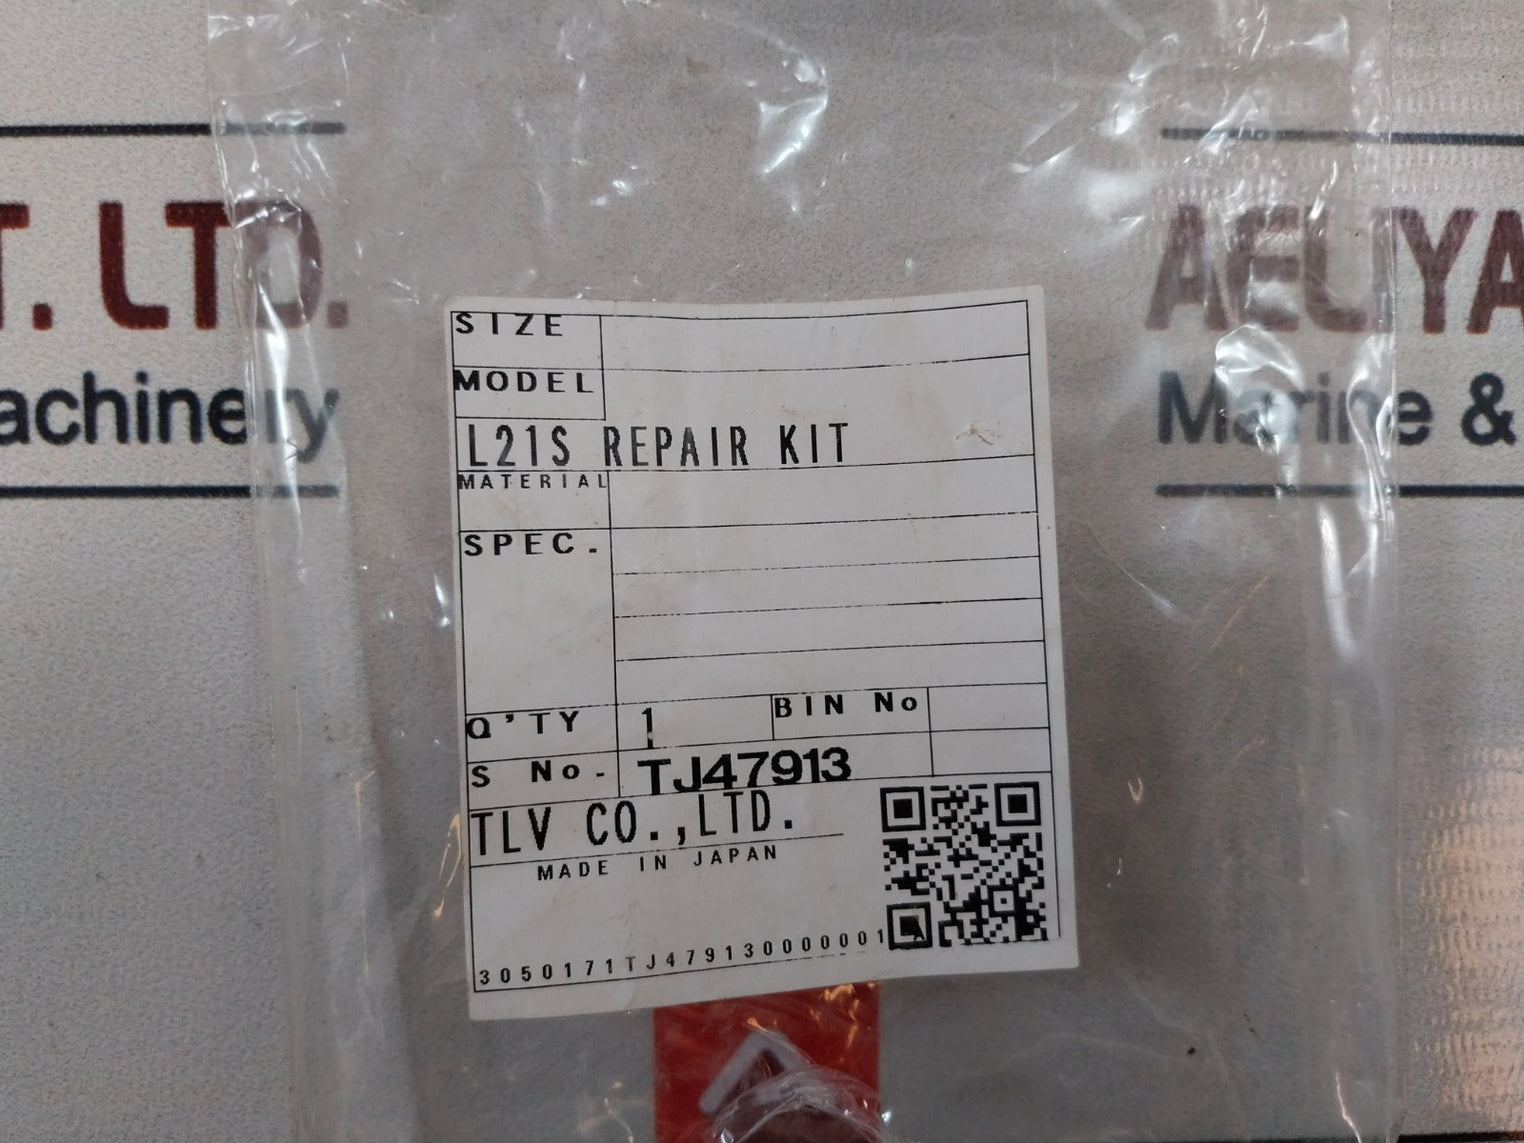 T. LTD.
achinery
AELIYA
Marine &
SIZE
MODEL
L21S REPAIR KIT
MATERIAL
SPEC.
Q'TY 1 BIN No
S No. TJ47913
TLV CO.,LTD.
MADE IN JAPAN
3050171TJ479130000001